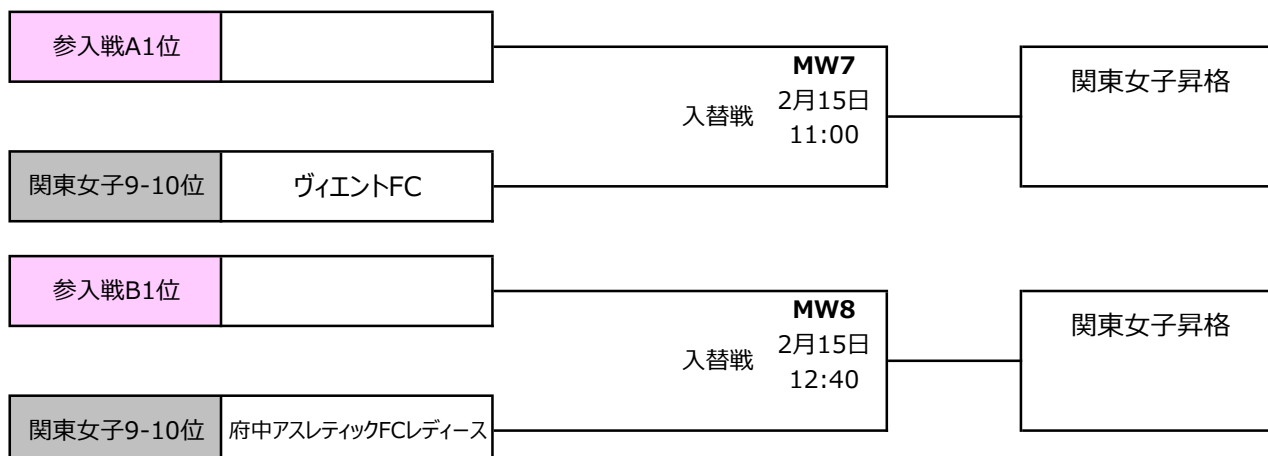 参入戦A1位
MW7
2月15日
入替戦
11:00
関東女子昇格
関東女子9-10位 ヴィエントFC
参入戦B1位
MW8
2月15日
入替戦
12:40
関東女子昇格
関東女子9-10位 府中アスレティックFCレディース